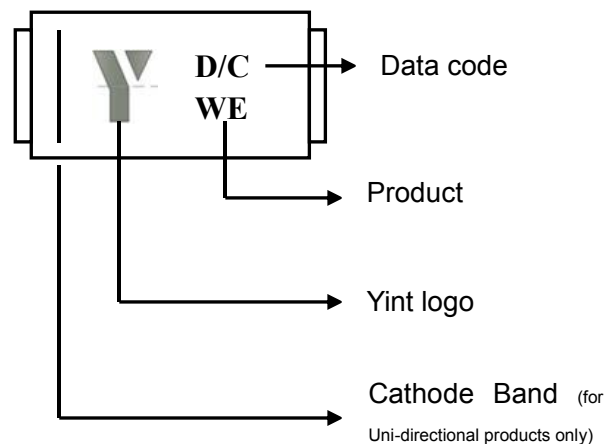 D/C
WE
Data code
Product
Yint logo
Cathode Band (for
Uni-directional products only)